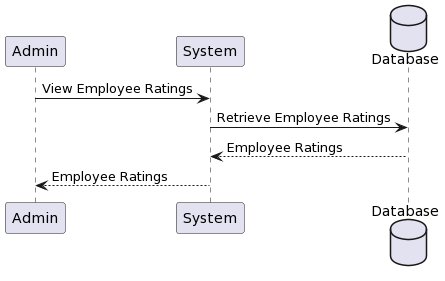 Admin
System
Database
View Employee Ratings
Retrieve Employee Ratings
Employee Ratings
Employee Ratings
Admin
System
Database